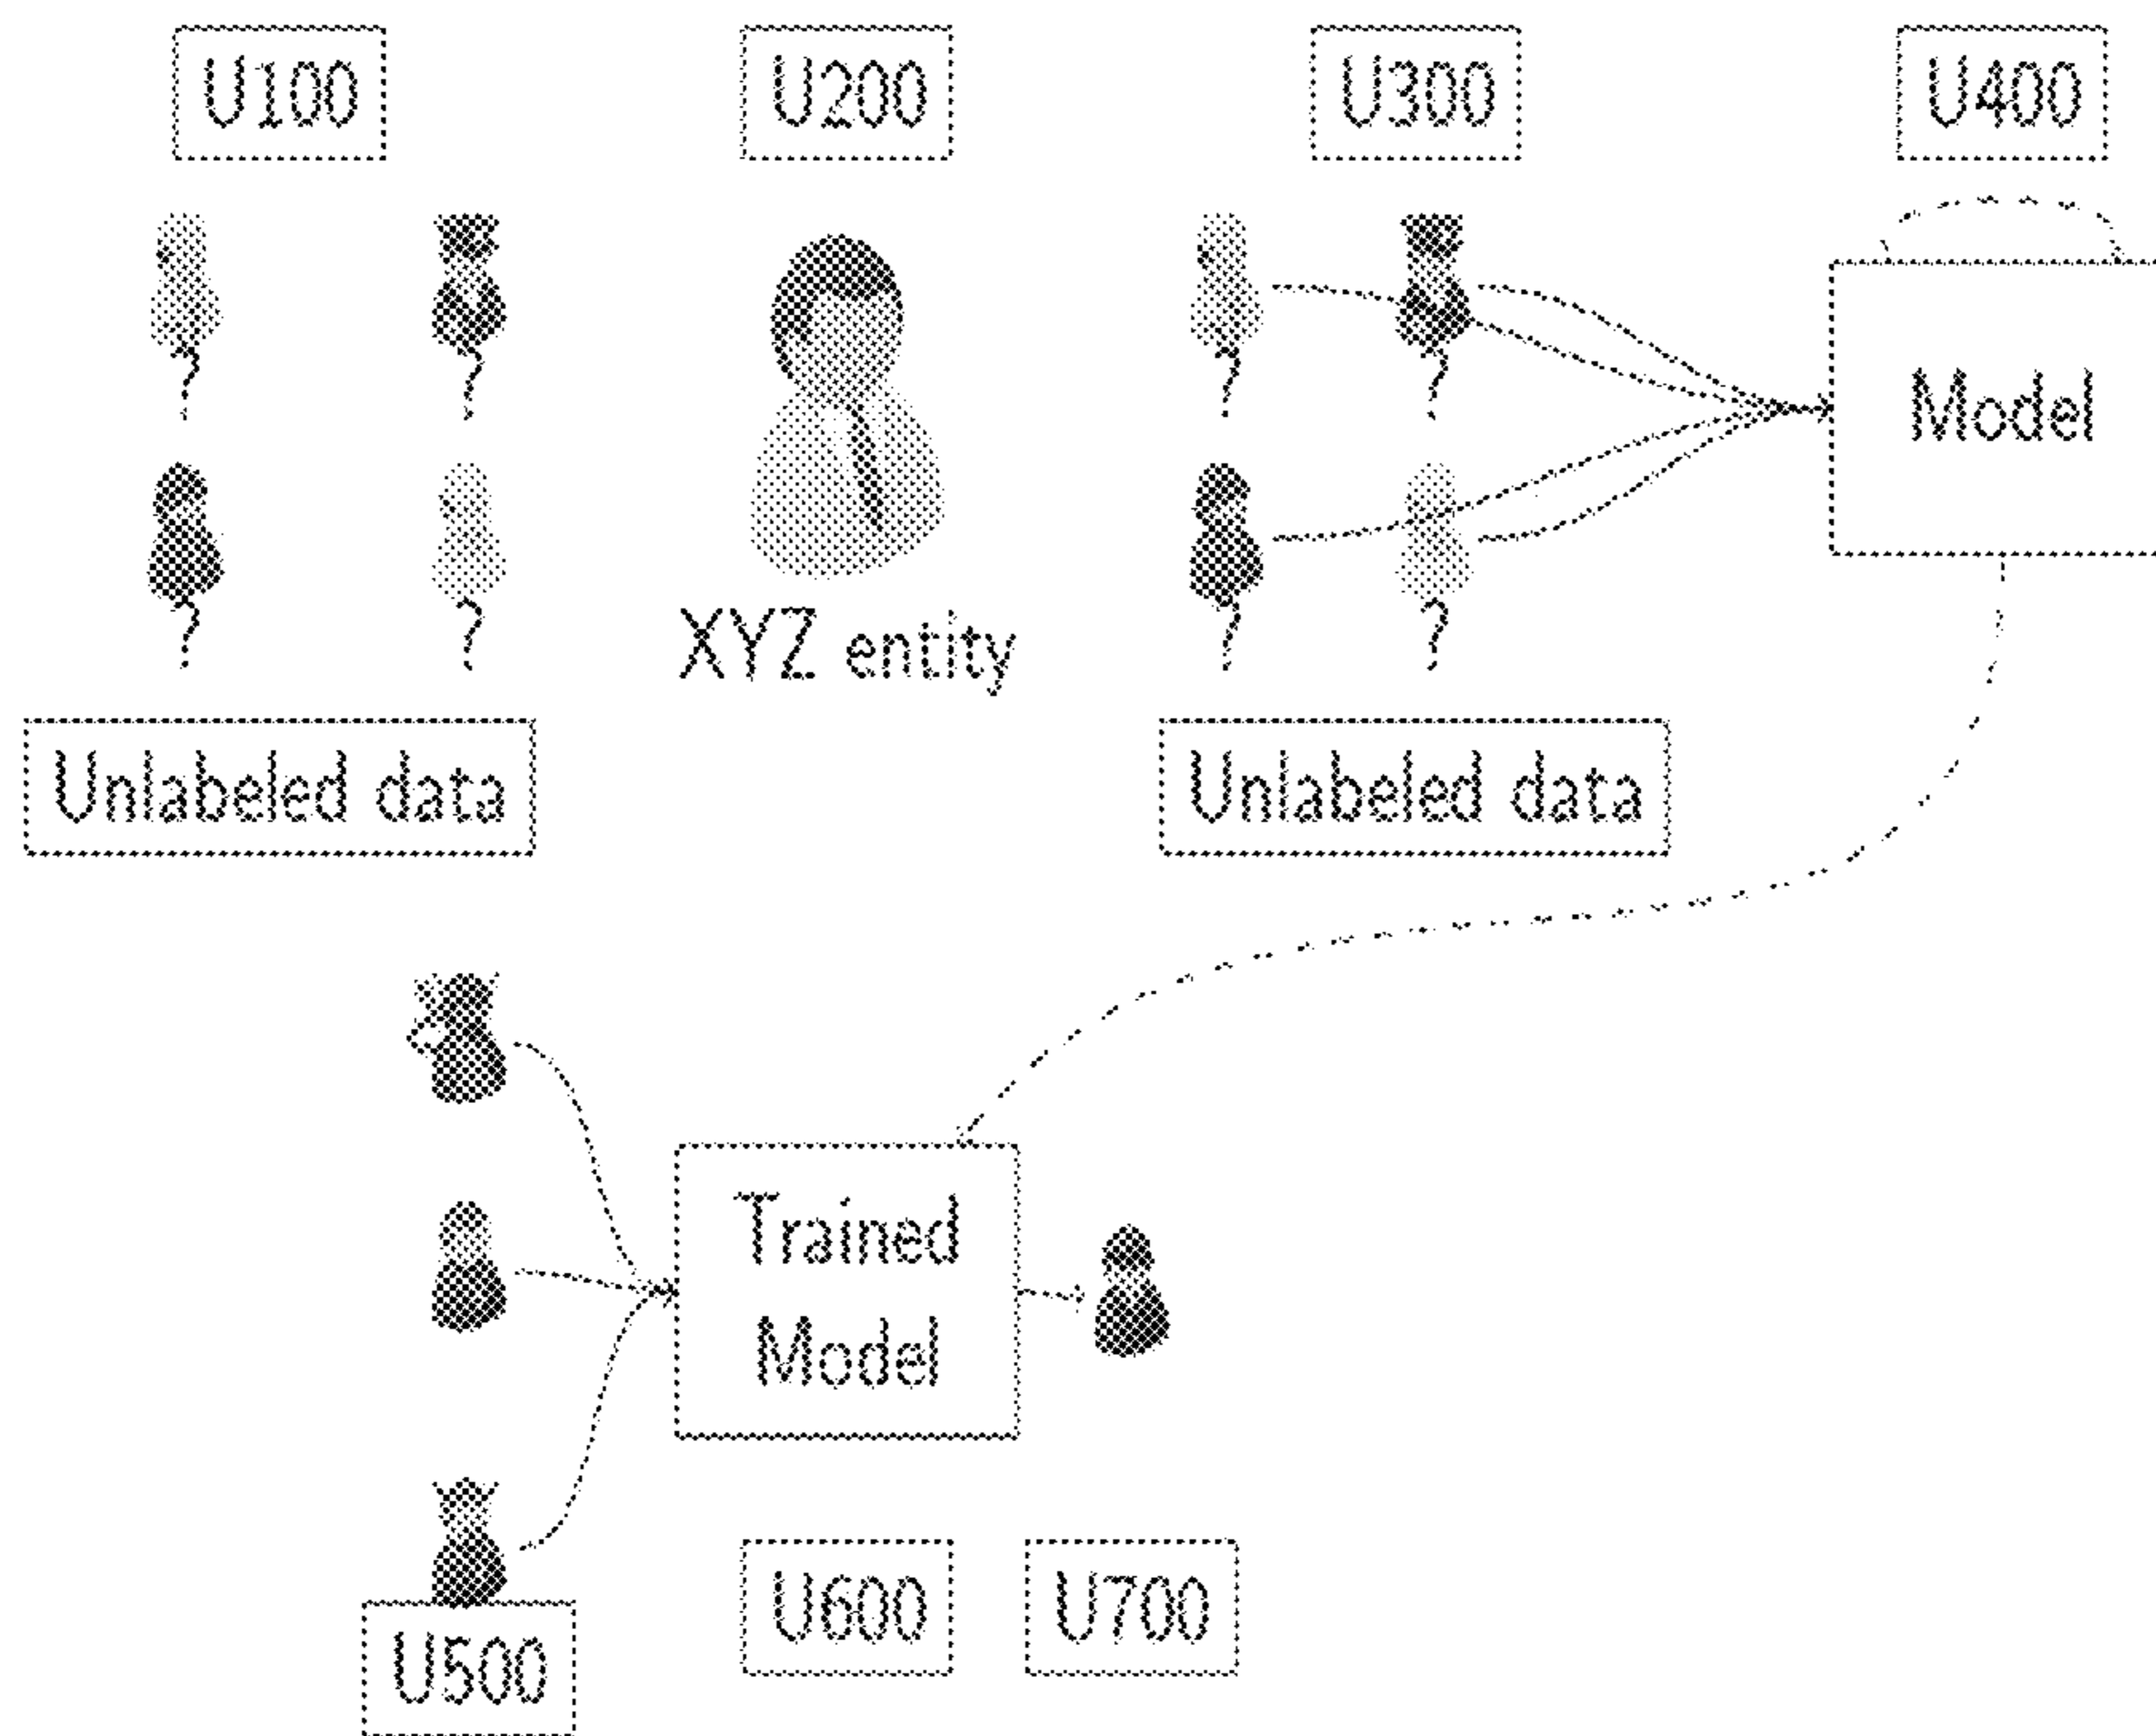 U100
U200
U300
U400
?
?
?
?
?
?
?
?
Model
XYZ entity
Unlabeled data
Unlabeled data
Trained
Model
U600
U700
U500